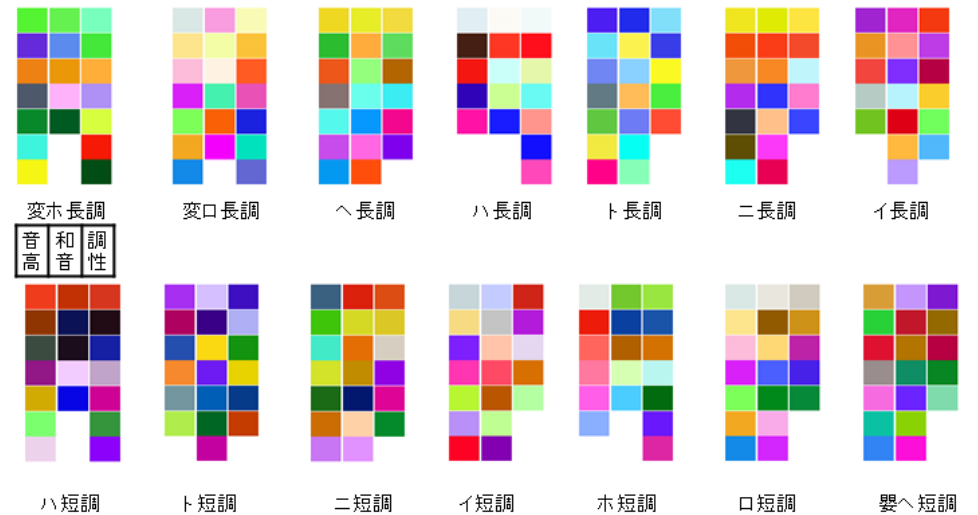 変ホ長調 変ロ長調 ヘ長調 ハ長調 ト長調 ニ長調 イ長調
音高 和音 調性
ハ短調 ト短調 ニ短調 イ短調 ホ短調 ロ短調 嬰ヘ短調